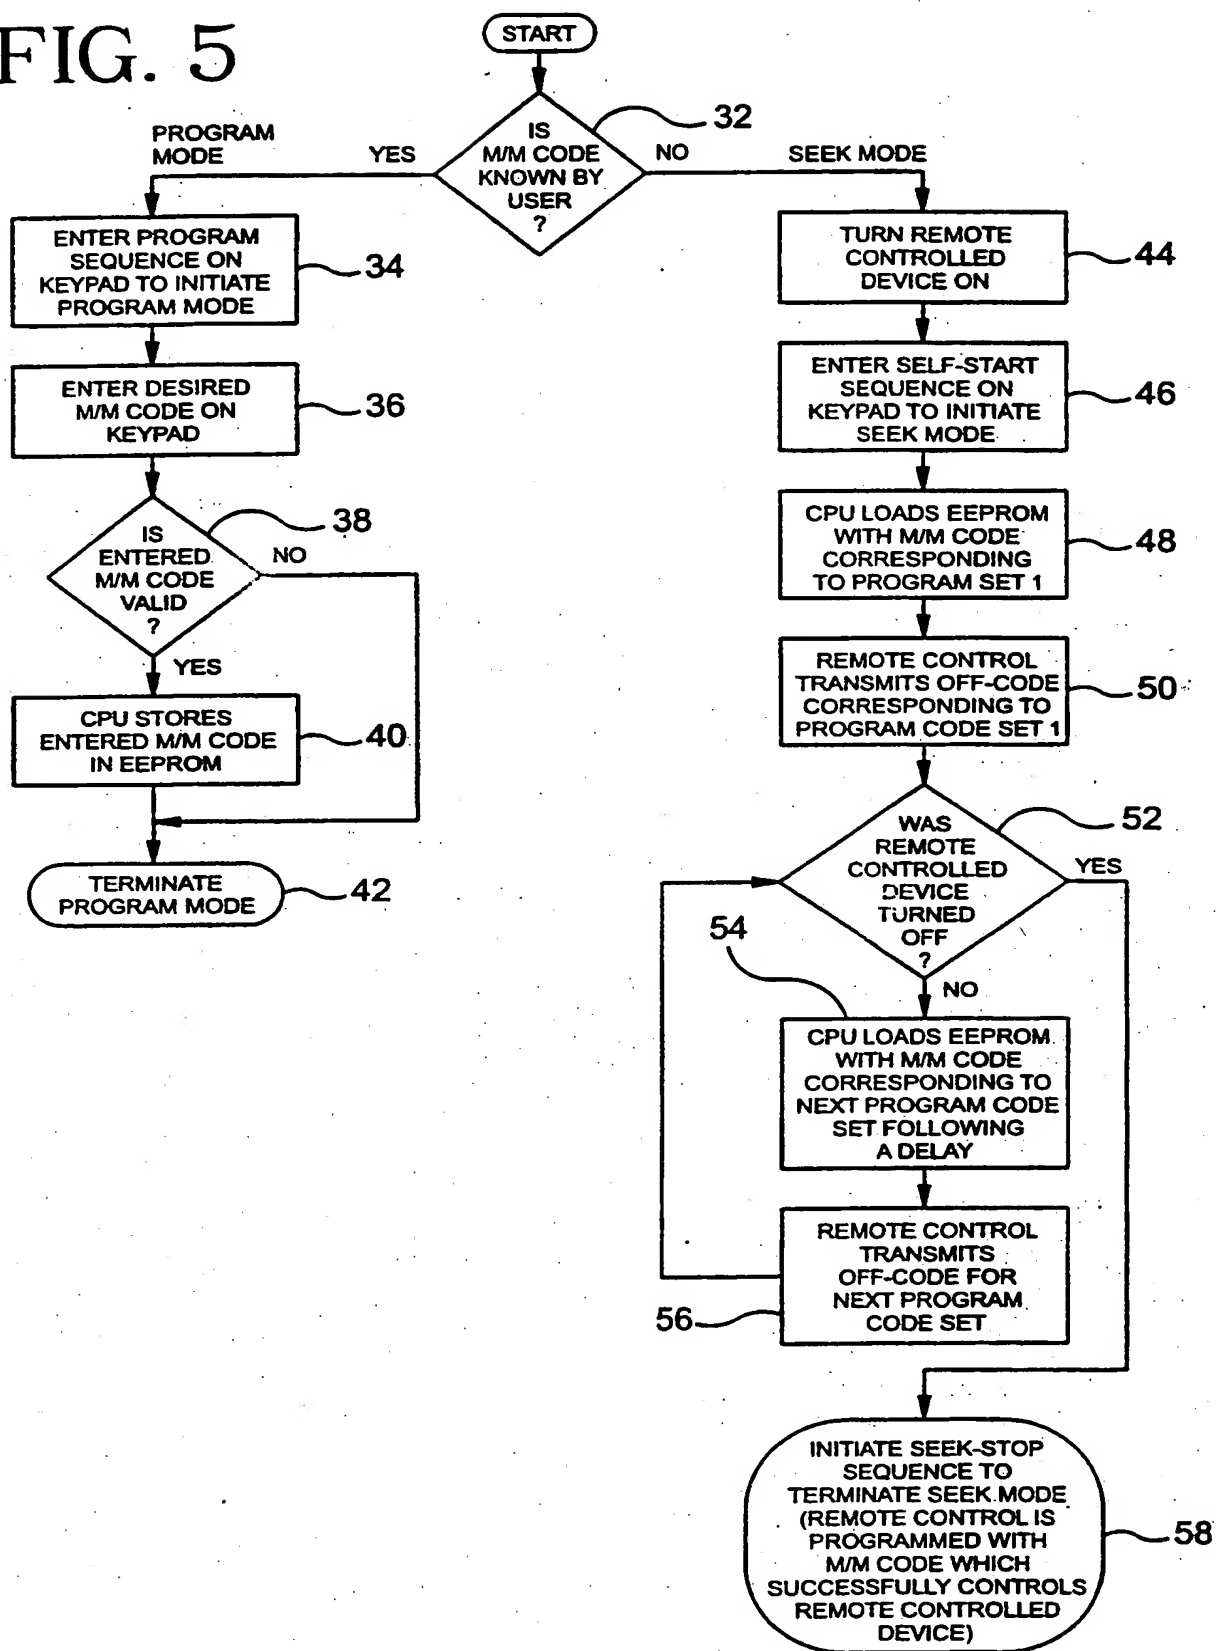 FIG. 5
START
IS
M/M CODE
KNOWN BY
USER
?
32
PROGRAM
MODE
YES
NO
SEEK MODE
ENTER PROGRAM
SEQUENCE ON
KEYPAD TO INITIATE
PROGRAM MODE
34
ENTER DESIRED
M/M CODE ON
KEYPAD
36
IS
ENTERED
M/M CODE
VALID
?
38
NO
YES
CPU STORES
ENTERED M/M CODE
IN EEPROM
40
TERMINATE
PROGRAM MODE
42
TURN REMOTE
CONTROLLED
DEVICE ON
44
ENTER SELF-START
SEQUENCE ON
KEYPAD TO INITIATE
SEEK MODE
46
CPU LOADS EEPROM
WITH M/M CODE
CORRESPONDING
TO PROGRAM SET 1
48
REMOTE CONTROL
TRANSMITS OFF-CODE
CORRESPONDING TO
PROGRAM CODE SET 1
50
WAS
REMOTE
CONTROLLED
DEVICE
TURNED
OFF
?
52
YES
NO
54
CPU LOADS EEPROM
WITH M/M CODE
CORRESPONDING TO
NEXT PROGRAM CODE
SET FOLLOWING
A DELAY
REMOTE CONTROL
TRANSMITS
OFF-CODE FOR
NEXT PROGRAM
CODE SET
56
INITIATE SEEK-STOP
SEQUENCE TO
TERMINATE SEEK MODE
(REMOTE CONTROL IS
PROGRAMMED WITH
M/M CODE WHICH
SUCCESSFULLY CONTROLS
REMOTE CONTROLLED
DEVICE)
58